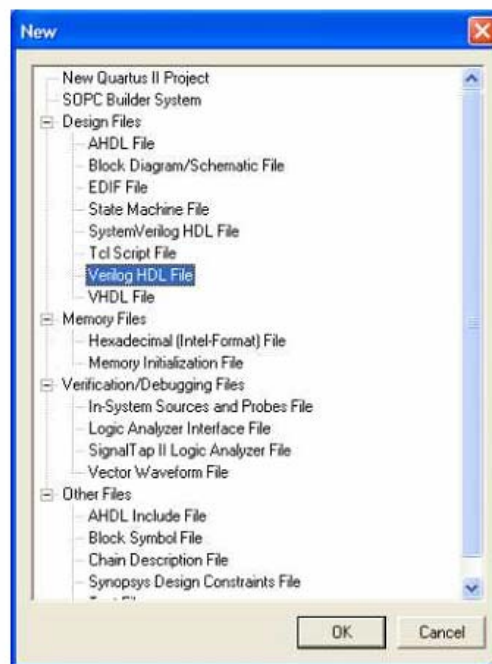 New
New Quartus II Project
SOPC Builder System
Design Files
AHDL File
Block Diagram/Schematic File
EDIF File
State Machine File
SystemVerilog HDL File
Tcl Script File
Verilog HDL File
VHDL File
Memory Files
Hexadecimal (Intel-Format) File
Memory Initialization File
Verification/Debugging Files
In-System Sources and Probes File
Logic Analyzer Interface File
SignalTap II Logic Analyzer File
Vector Waveform File
Other Files
AHDL Include File
Block Symbol File
Chain Description File
Synopsys Design Constraints File
OK Cancel